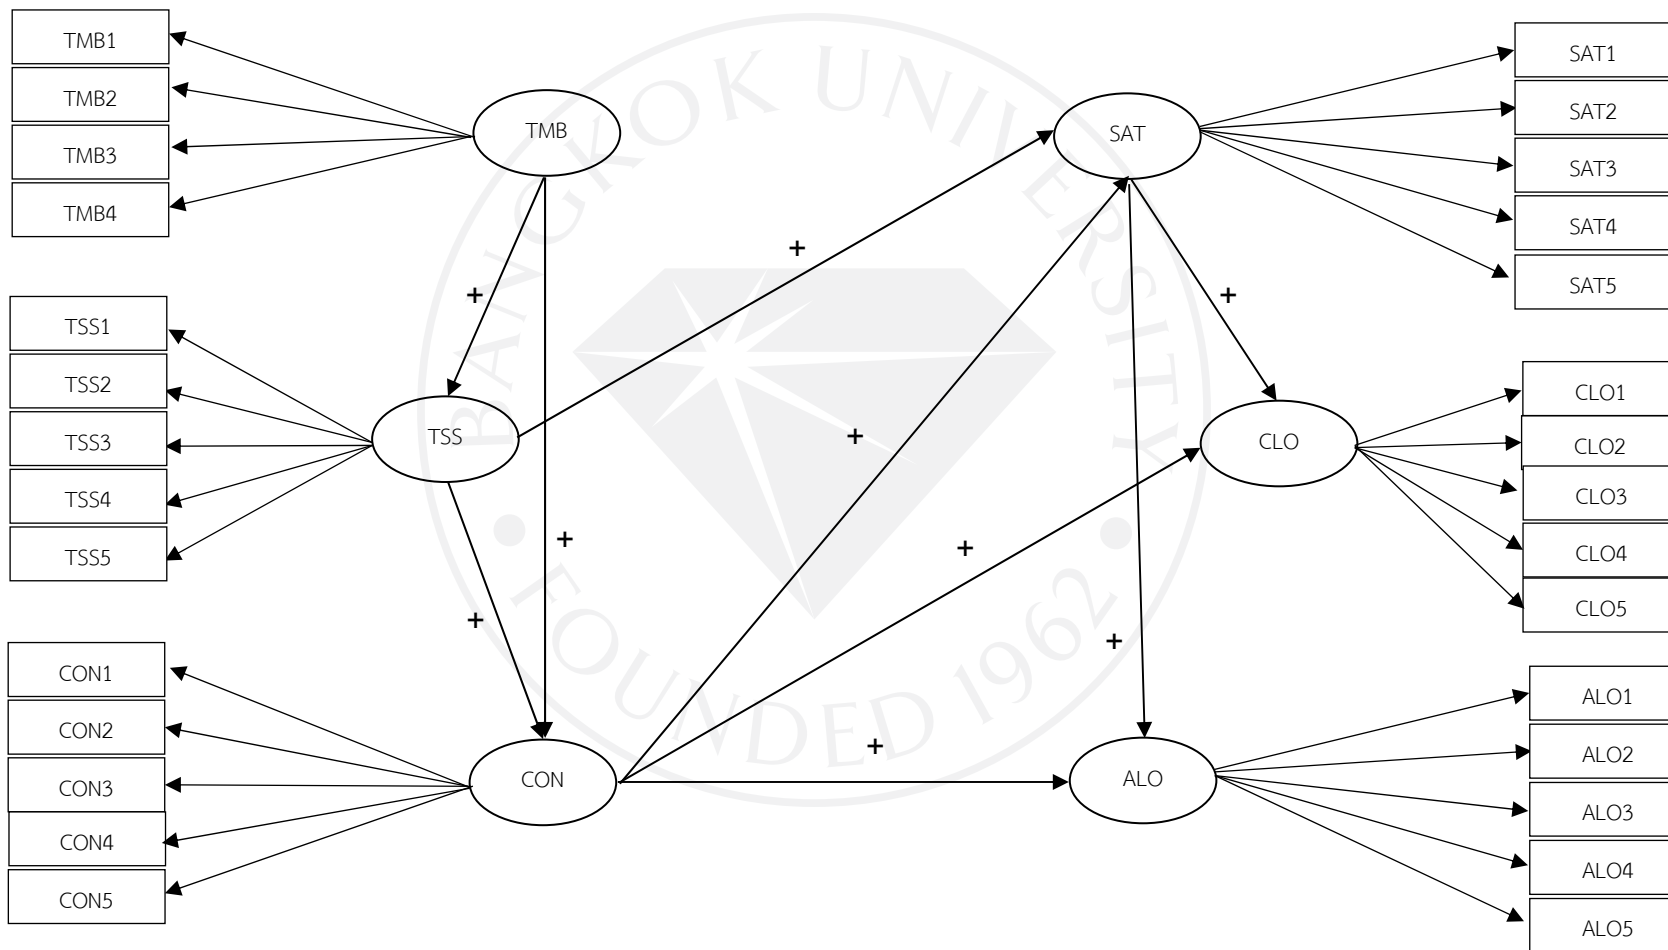 TMB1
TMB2
TMB3
TMB4
TMB
SAT
SAT1
SAT2
SAT3
SAT4
SAT5
+
+
+
TSS1
TSS2
TSS3
TSS4
TSS5
TSS
+
CLO
CLO1
CLO2
CLO3
CLO4
CLO5
+
+
+
+
CON1
CON2
CON3
CON4
CON5
CON
+
ALO
ALO1
ALO2
ALO3
ALO4
ALO5
BANGKOK UNIVERSITY
FOUNDED 1962